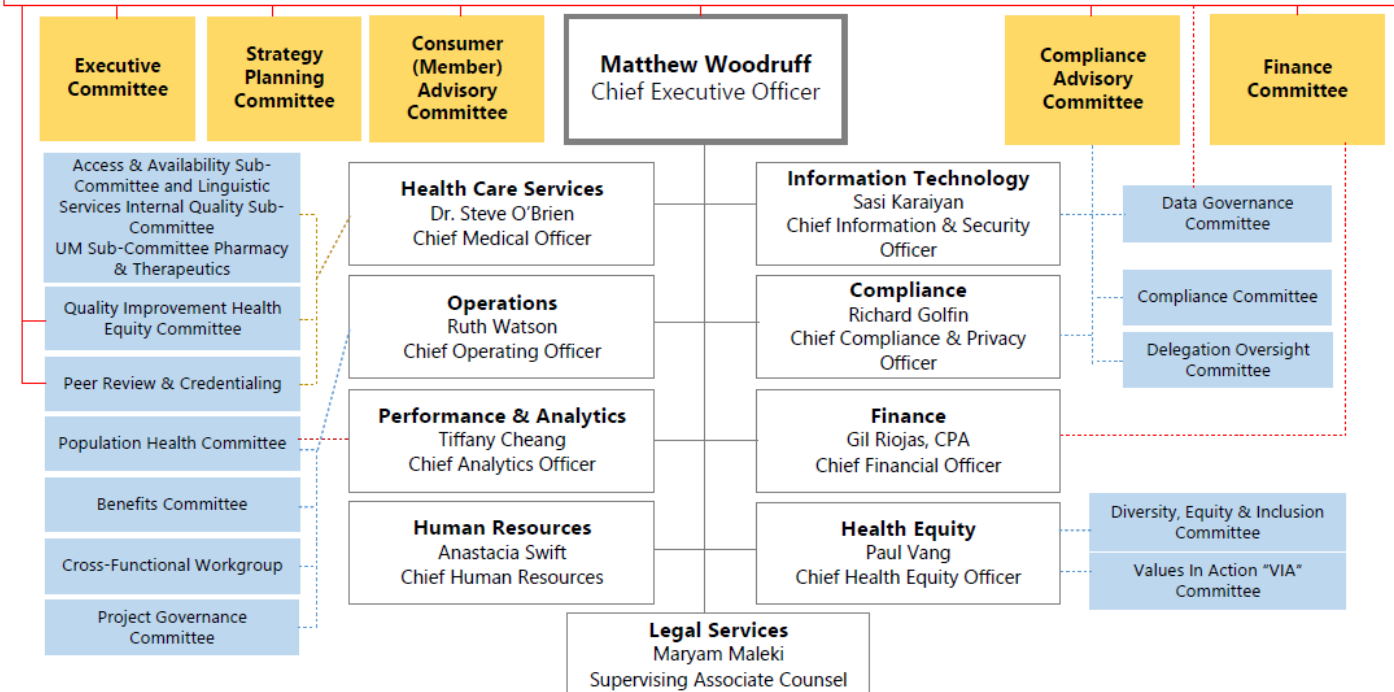 Executive
Committee
Strategy
Planning
Committee
Consumer
(Member)
Advisory
Committee
Matthew Woodruff
Chief Executive Officer
Compliance
Advisory
Committee
Finance
Committee
Access & Availability Sub-
Committee and Linguistic
Services Internal Quality Sub-
Committee
UM Sub-Committee Pharmacy
& Therapeutics
Quality Improvement Health
Equity Committee
Peer Review & Credentialing
Population Health Committee
Benefits Committee
Cross-Functional Workgroup
Project Governance
Committee
Health Care Services
Dr. Steve O’Brien
Chief Medical Officer
Operations
Ruth Watson
Chief Operating Officer
Performance & Analytics
Tiffany Cheang
Chief Analytics Officer
Human Resources
Anastacia Swift
Chief Human Resources
Information Technology
Sasi Karaiyan
Chief Information & Security
Officer
Compliance
Richard Golfin
Chief Compliance & Privacy
Officer
Finance
Gil Riojas, CPA
Chief Financial Officer
Health Equity
Paul Vang
Chief Health Equity Officer
Legal Services
Maryam Maleki
Supervising Associate Counsel
Data Governance
Committee
Compliance Committee
Delegation Oversight
Committee
Diversity, Equity & Inclusion
Committee
Values In Action “VIA”
Committee